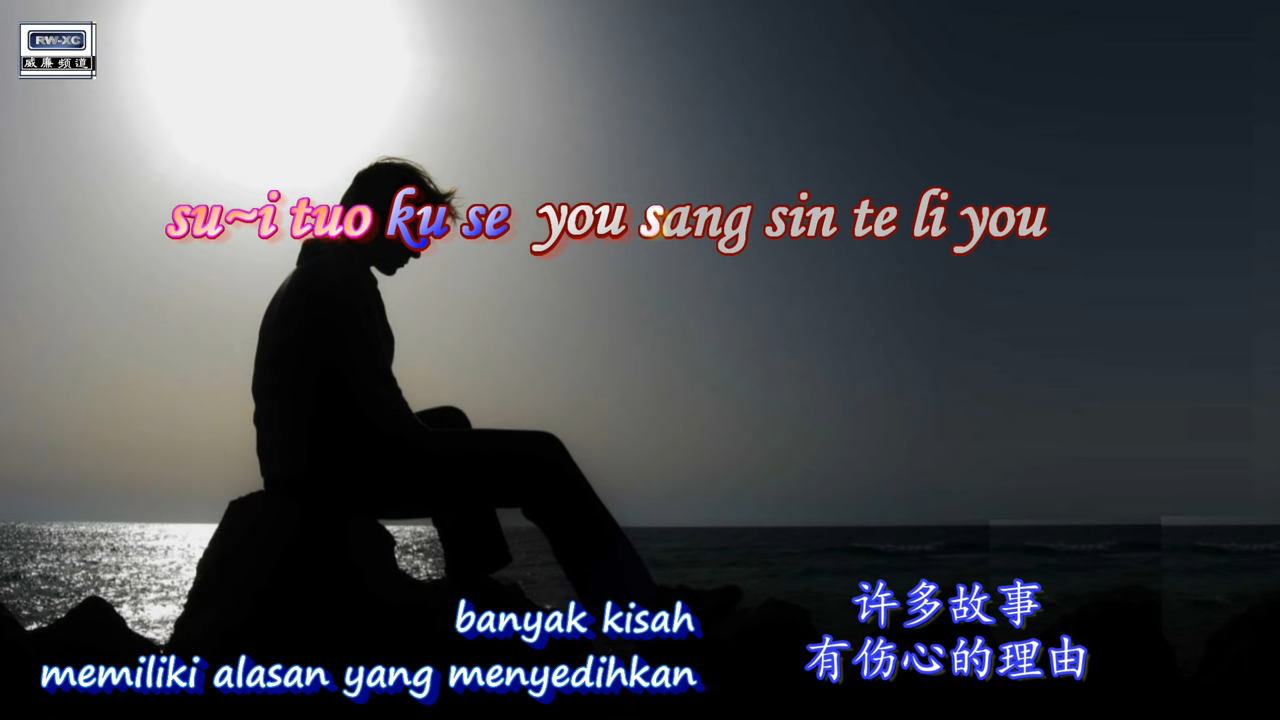 RW-XC
威廉频道
su~i tuo ku se you sang sin te li you
banyak kisah
memiliki alasan yang menyedihkan
许多故事
有伤心的理由